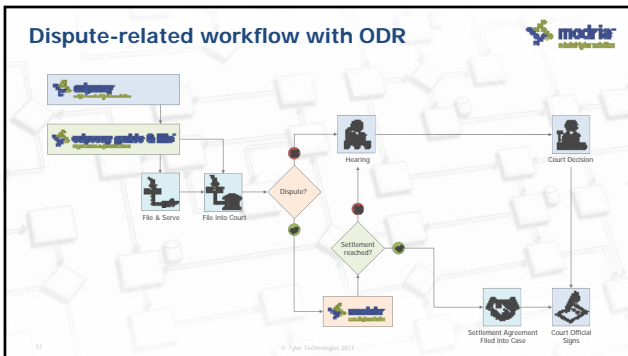 Dispute-related workflow with ODR
modria
odyssey
odyssey guide & file
File & Serve
File into Court
Dispute?
Hearing
Court Decision
Settlement
reached?
modria
Settlement Agreement
Filed into Case
Court Official
Signs
17
© Tyler Technologies 2017